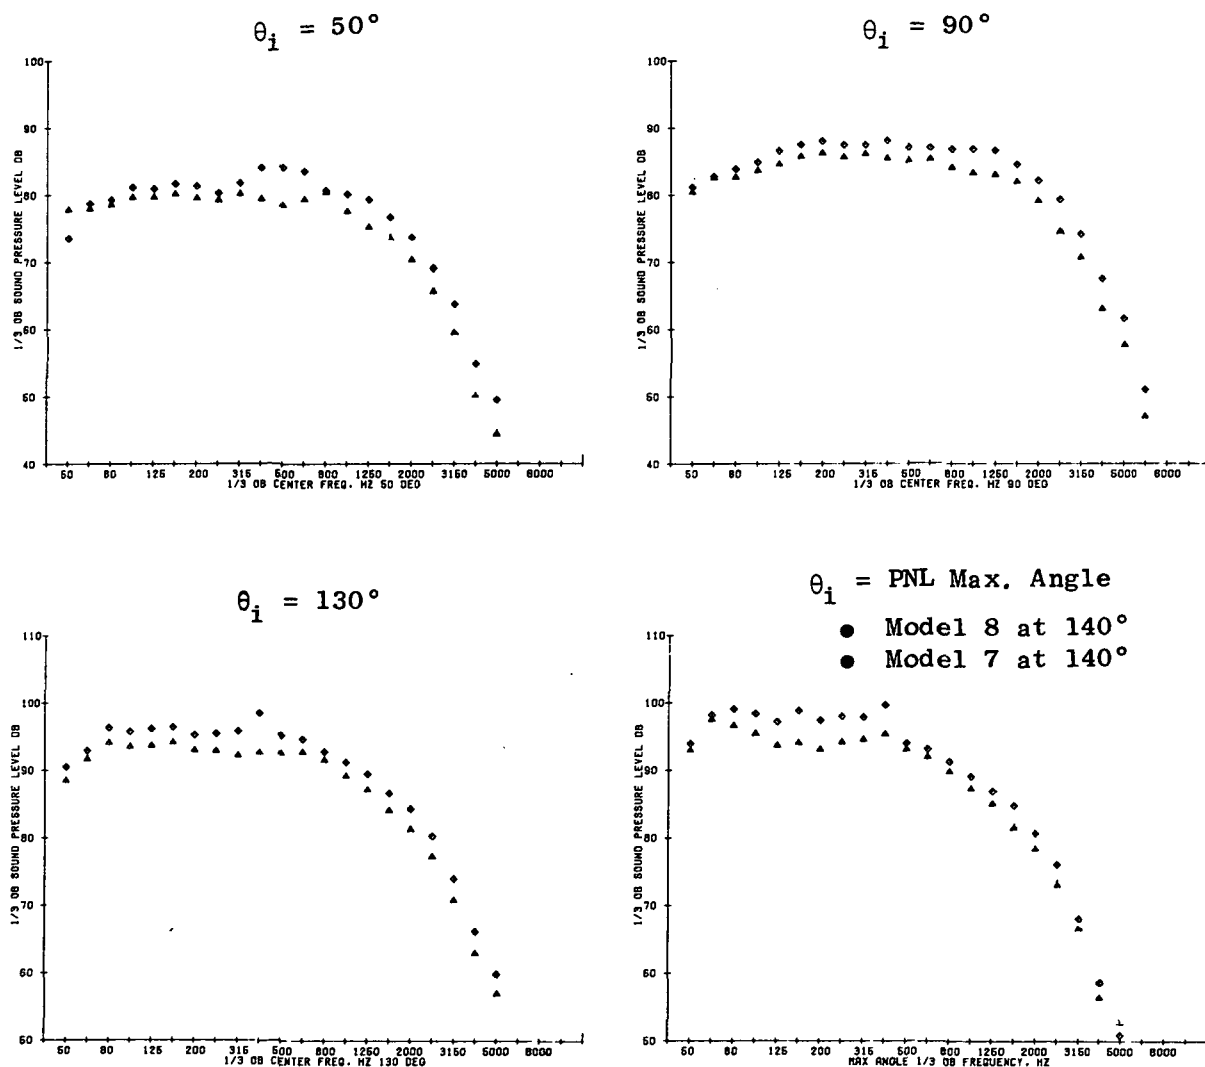 θi = 50°
100
90
80
70
60
50
40
1/3 OB SOUND PRESSURE LEVEL DB
50 80 125 200 315 500 800 1250 2000 3150 5000 8000
1/3 OB CENTER FREQ. HZ 50 DEG
θi = 90°
100
90
80
70
60
50
40
1/3 OB SOUND PRESSURE LEVEL DB
50 80 125 200 315 500 800 1250 2000 3150 5000 8000
1/3 OB CENTER FREQ. HZ 90 DEG
θi = 130°
110
100
90
80
70
60
50
1/3 OB SOUND PRESSURE LEVEL DB
50 80 125 200 315 500 800 1250 2000 3150 5000 8000
1/3 OB CENTER FREQ. HZ 130 DEG
θi = PNL Max. Angle
Model 8 at 140°
Model 7 at 140°
110
100
90
80
70
60
50
1/3 OB SOUND PRESSURE LEVEL DB
50 80 125 200 315 500 800 1250 2000 3150 5000 8000
MAX ANGLE 1/3 OB FREQUENCY, HZ